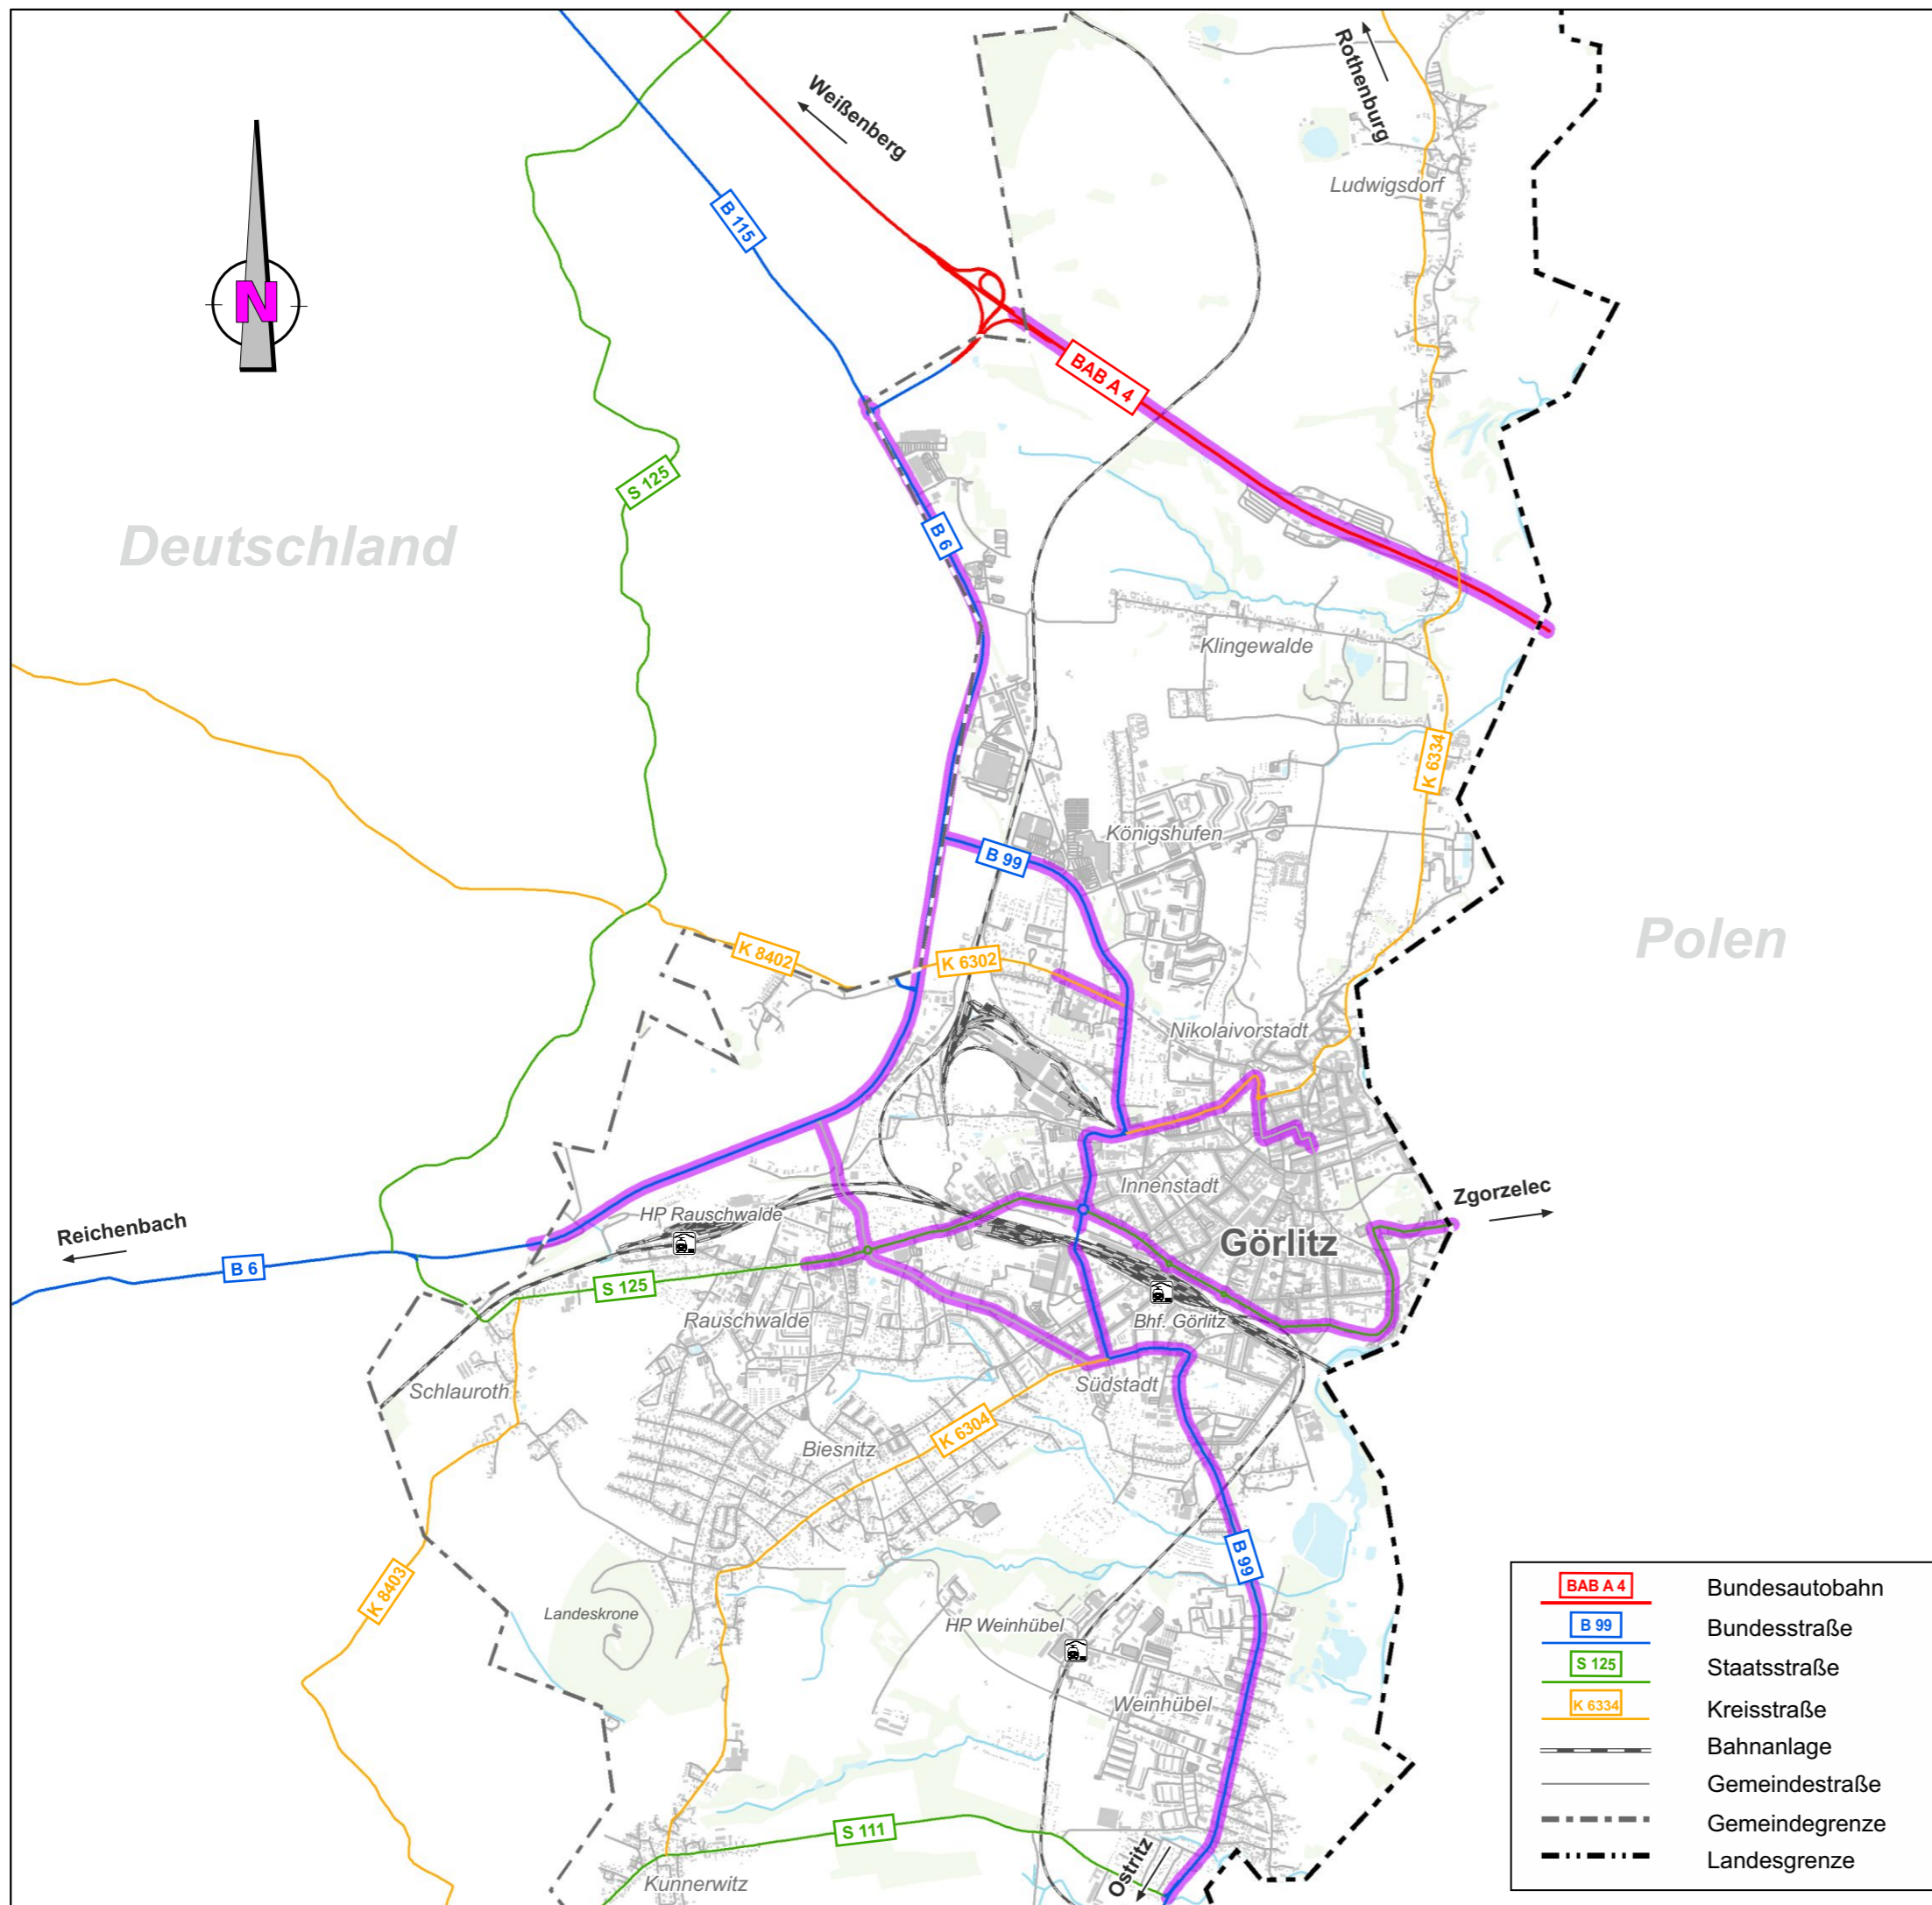 Rothenburg
Weißenberg
Ludwigsdorf
B 115
N
BAB A 4
S 125
Deutschland
B 6
Klingewalde
K 6334
Königshufen
B 99
Polen
K 8402
K 6302
Nikolaivorstadt
Innenstadt
Zgorzelec
Reichenbach
HP Rauschwalde
Görlitz
B 6
S 125
Rauschwalde
Bhf. Görlitz
Südstadt
Schlauroth
Biesnitz
K 6304
B 99
K 8403
Landeskrone
HP Weinhübel
Weinhübel
S 111
Ostritz
Kunnerwitz
BAB A 4 Bundesautobahn
B 99 Bundesstraße
S 125 Staatsstraße
K 6334 Kreisstraße
Bahnanlage
Gemeindestraße
Gemeindegrenze
Landesgrenze